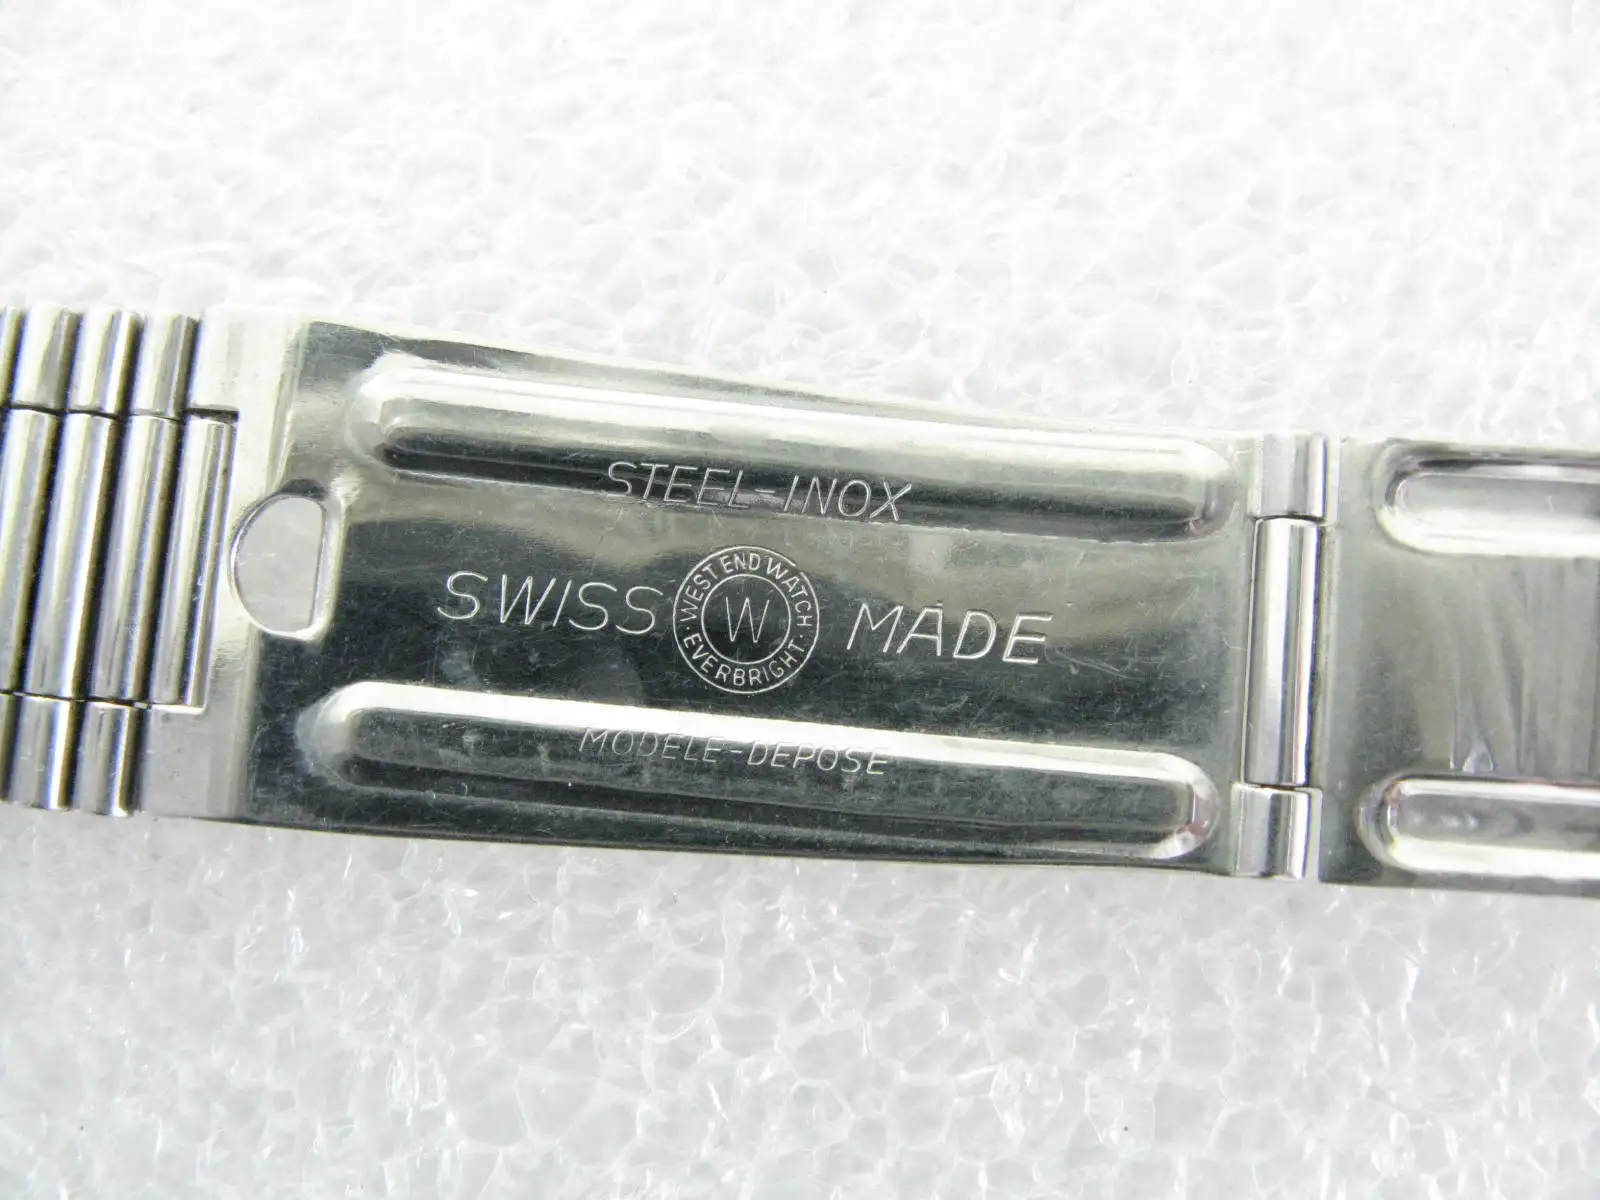 STEEL-INOX
SWISS MADE
WEST END WATCH
W
· EVERBRIGHT ·
MODELE-DEPOSE